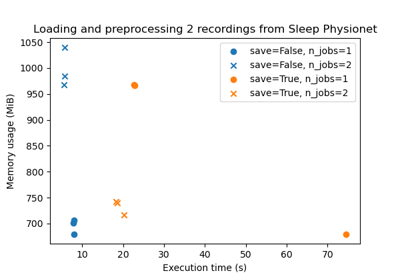 Loading and preprocessing 2 recordings from Sleep Physionet
save=False, n_jobs=1
save=False, n_jobs=2
save=True, n_jobs=1
save=True, n_jobs=2
1050
1000
950
900
850
800
750
700
Memory usage (MiB)
10 20 30 40 50 60 70
Execution time (s)